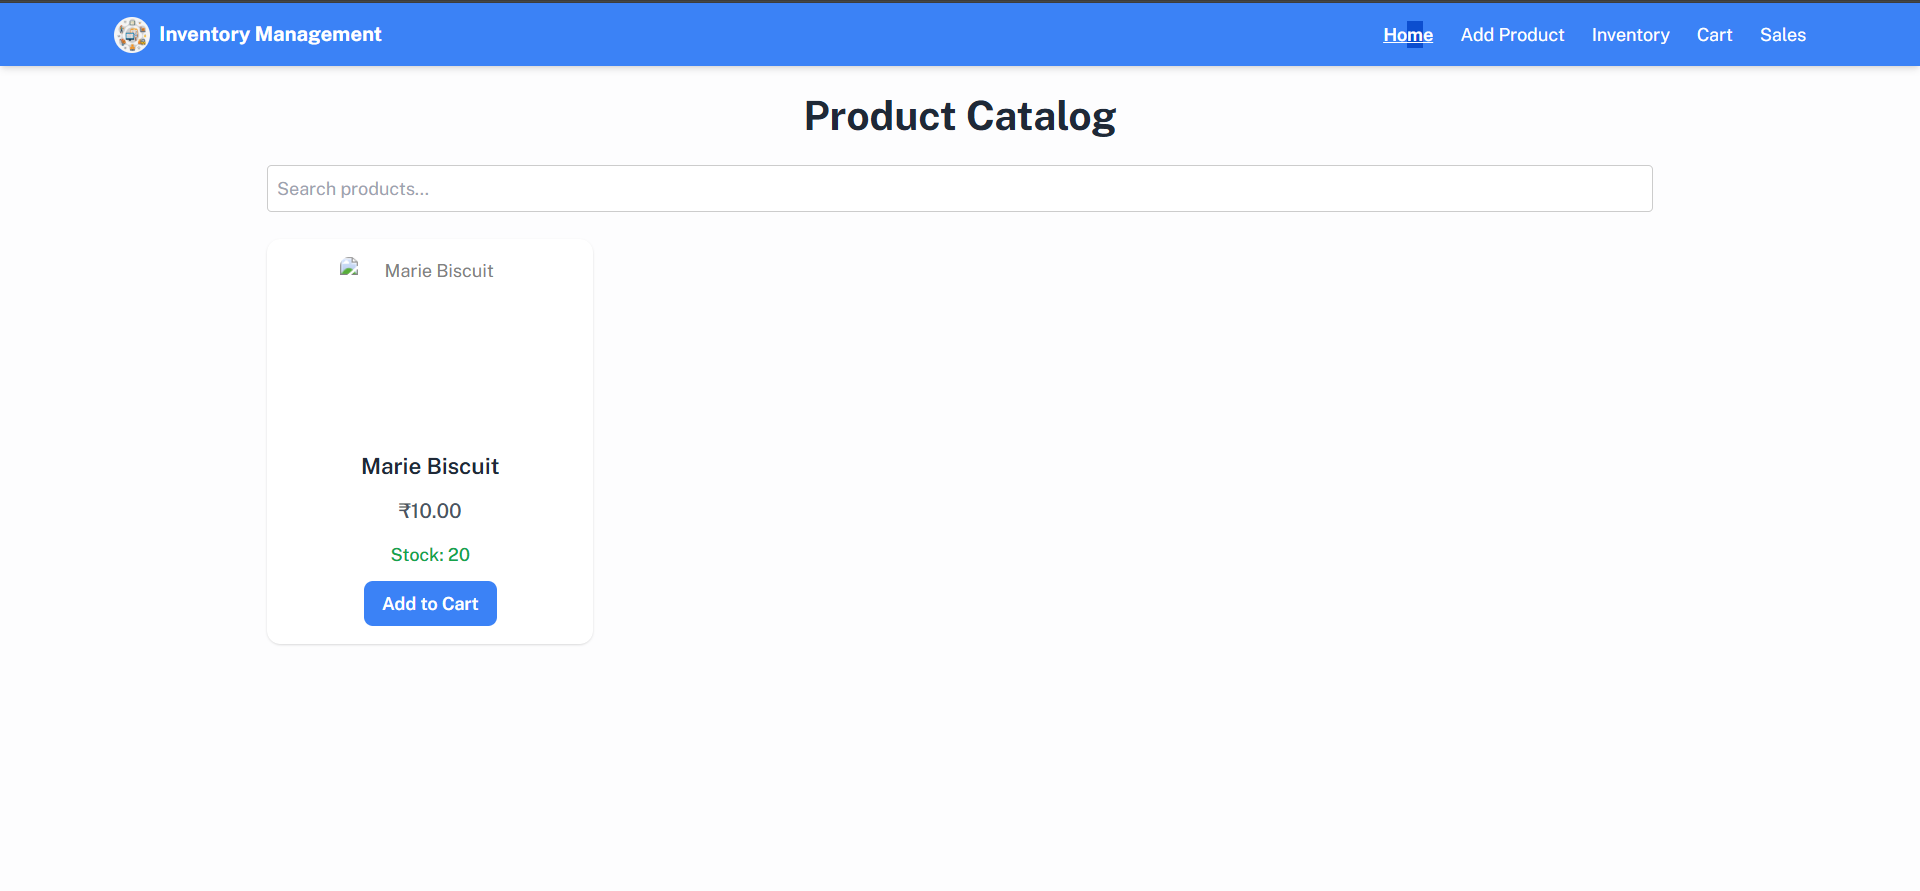 Inventory Management
Home Add Product Inventory Cart Sales
Product Catalog
Search products...
Marie Biscuit
Marie Biscuit
₹10.00
Stock: 20
Add to Cart